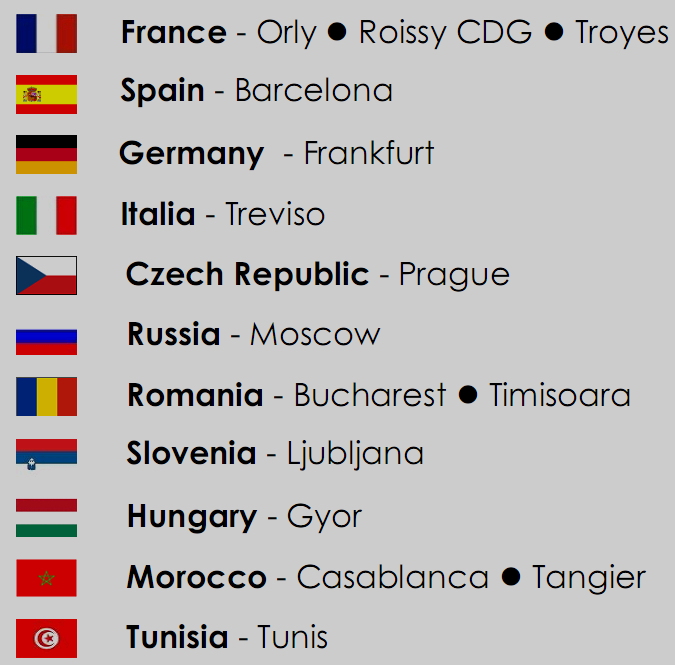 France - Orly ● Roissy CDG ● Troyes
Spain - Barcelona
Germany - Frankfurt
Italia - Treviso
Czech Republic - Prague
Russia - Moscow
Romania - Bucharest ● Timisoara
Slovenia - Ljubljana
Hungary - Gyor
Morocco - Casablanca ● Tangier
Tunisia - Tunis